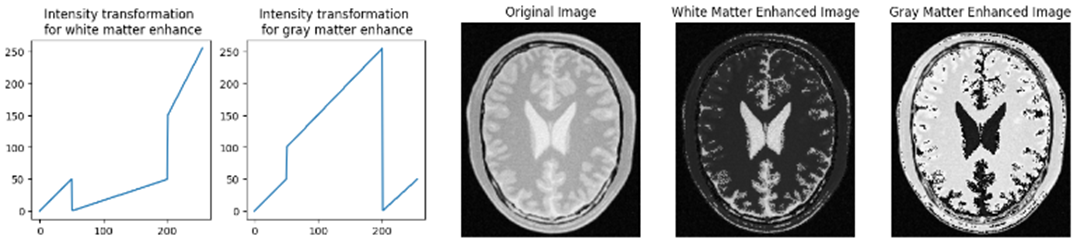 Intensity transformation
for white matter enhance
250
200
150
100
50
0
0
100
200
Intensity transformation
for gray matter enhance
250
200
150
100
50
0
0
100
200
Original Image
White Matter Enhanced Image
Gray Matter Enhanced Image